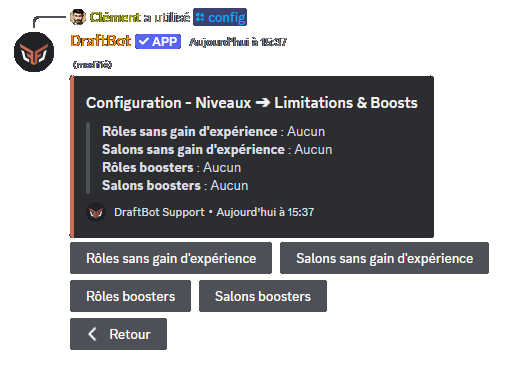 Clément a utilisé config
DraftBot APP Aujourd'hui à 15:37
(modifié)
Configuration - Niveaux ➔ Limitations & Boosts
Rôles sans gain d'expérience : Aucun
Salons sans gain d'expérience : Aucun
Rôles boosters : Aucun
Salons boosters : Aucun
DraftBot Support • Aujourd'hui à 15:37
Rôles sans gain d'expérience Salons sans gain d'expérience
Rôles boosters Salons boosters
Retour